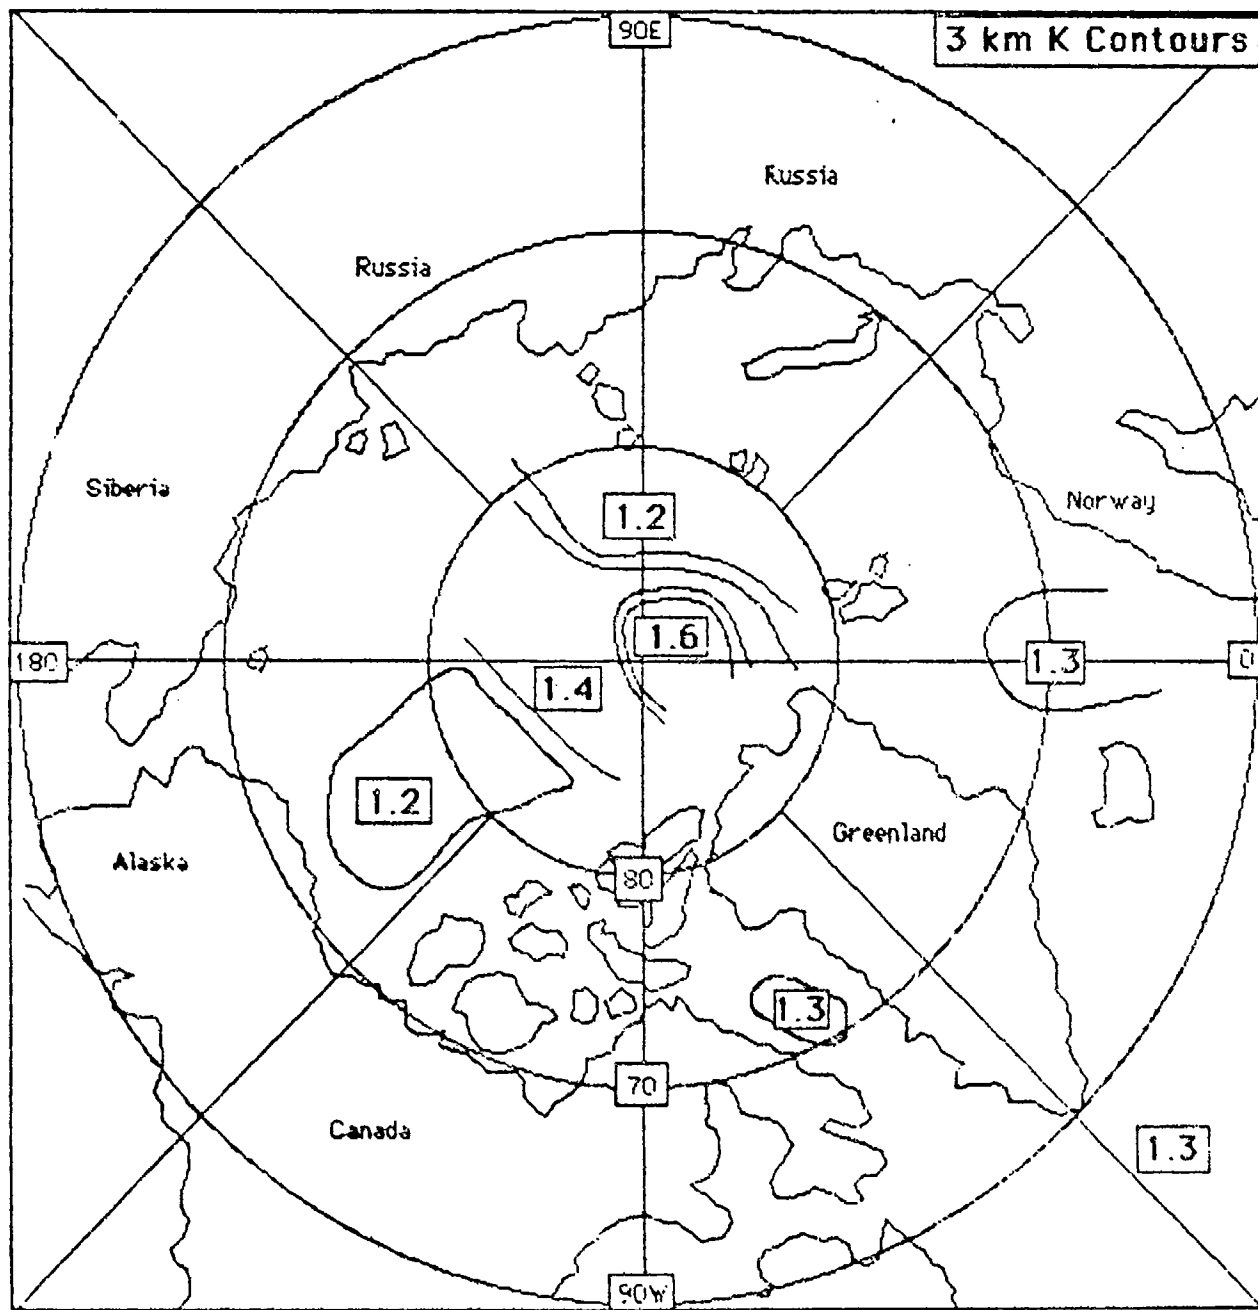 90E
3 km K Contours
Russia
Russia
Siberia
1.2
Norway
1.6
180
1.3
0
1.4
1.2
Greenland
Alaska
80
1.3
70
Canada
1.3
90W